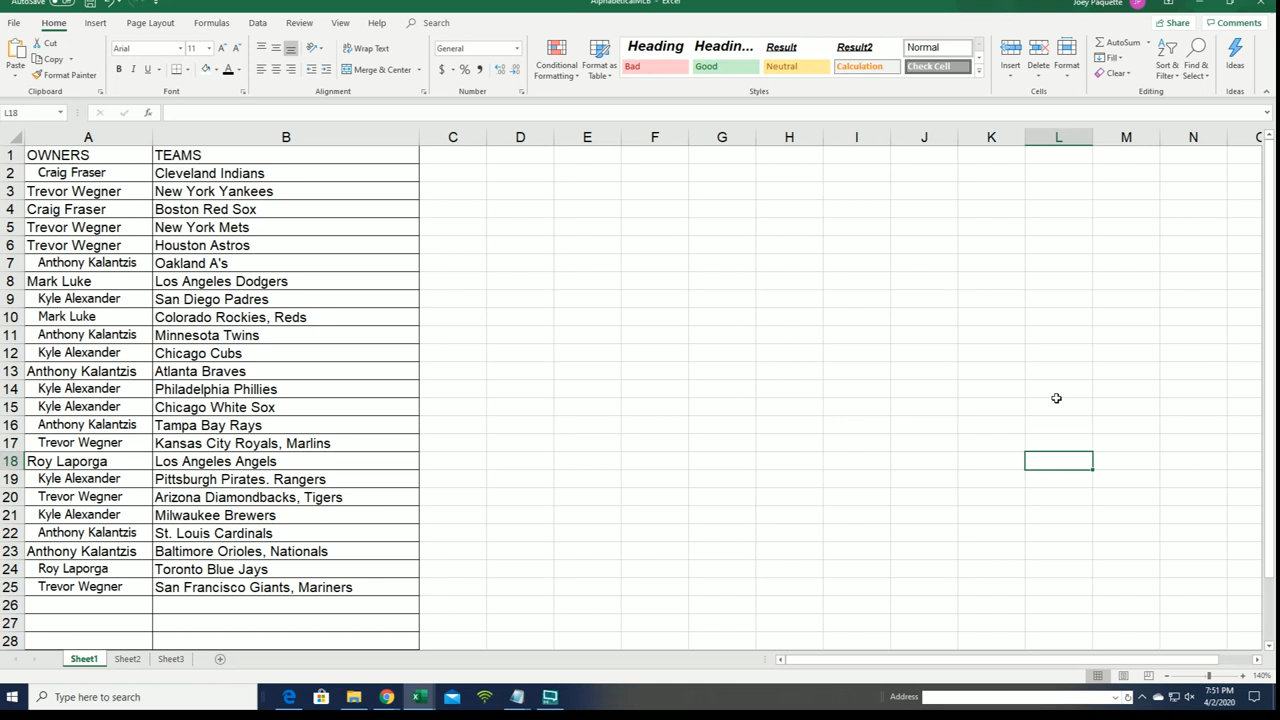 AutoSave Off AlphabeticalMLB - Excel Joey Paquette JP
File Home Insert Page Layout Formulas Data Review View Help Search Share Comments
Cut Arial 11 Wrap Text General Heading Headin... Result Result2 Normal AutoSum
Copy Fill
Paste Format Painter Merge & Center Conditional Formatting Format as Table Bad Good Neutral Calculation Check Cell Insert Delete Format Clear Sort & Filter Find & Select Ideas
Clipboard Font Alignment Number Styles Cells Editing Ideas
L18 fx
A B C D E F G H I J K L M N
1 OWNERS TEAMS
2 Craig Fraser Cleveland Indians
3 Trevor Wegner New York Yankees
4 Craig Fraser Boston Red Sox
5 Trevor Wegner New York Mets
6 Trevor Wegner Houston Astros
7 Anthony Kalantzis Oakland A's
8 Mark Luke Los Angeles Dodgers
9 Kyle Alexander San Diego Padres
10 Mark Luke Colorado Rockies, Reds
11 Anthony Kalantzis Minnesota Twins
12 Kyle Alexander Chicago Cubs
13 Anthony Kalantzis Atlanta Braves
14 Kyle Alexander Philadelphia Phillies
15 Kyle Alexander Chicago White Sox
16 Anthony Kalantzis Tampa Bay Rays
17 Trevor Wegner Kansas City Royals, Marlins
18 Roy Laporga Los Angeles Angels
19 Kyle Alexander Pittsburgh Pirates. Rangers
20 Trevor Wegner Arizona Diamondbacks, Tigers
21 Kyle Alexander Milwaukee Brewers
22 Anthony Kalantzis St. Louis Cardinals
23 Anthony Kalantzis Baltimore Orioles, Nationals
24 Roy Laporga Toronto Blue Jays
25 Trevor Wegner San Francisco Giants, Mariners
26
27
28
Sheet1 Sheet2 Sheet3
140%
Type here to search Address 7:51 PM
4/2/2020